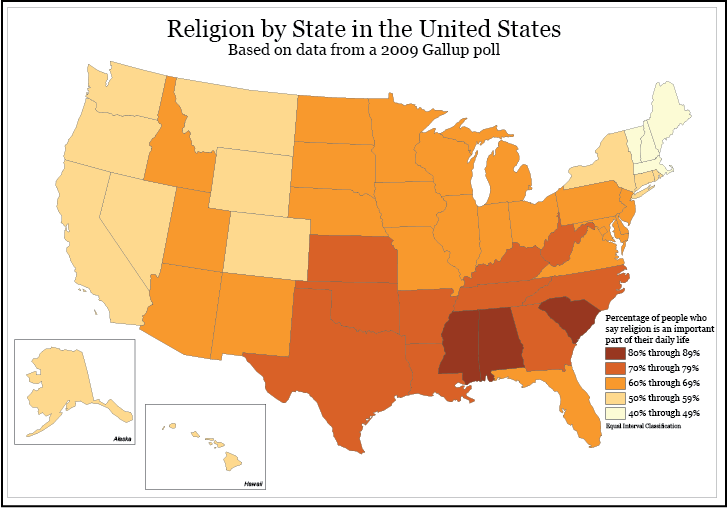 Religion by State in the United States
Based on data from a 2009 Gallup poll
Percentage of people who
say religion is an important
part of their daily life
80% through 89%
70% through 79%
60% through 69%
50% through 59%
40% through 49%
Equal Interval Classification
Alaska
Hawaii